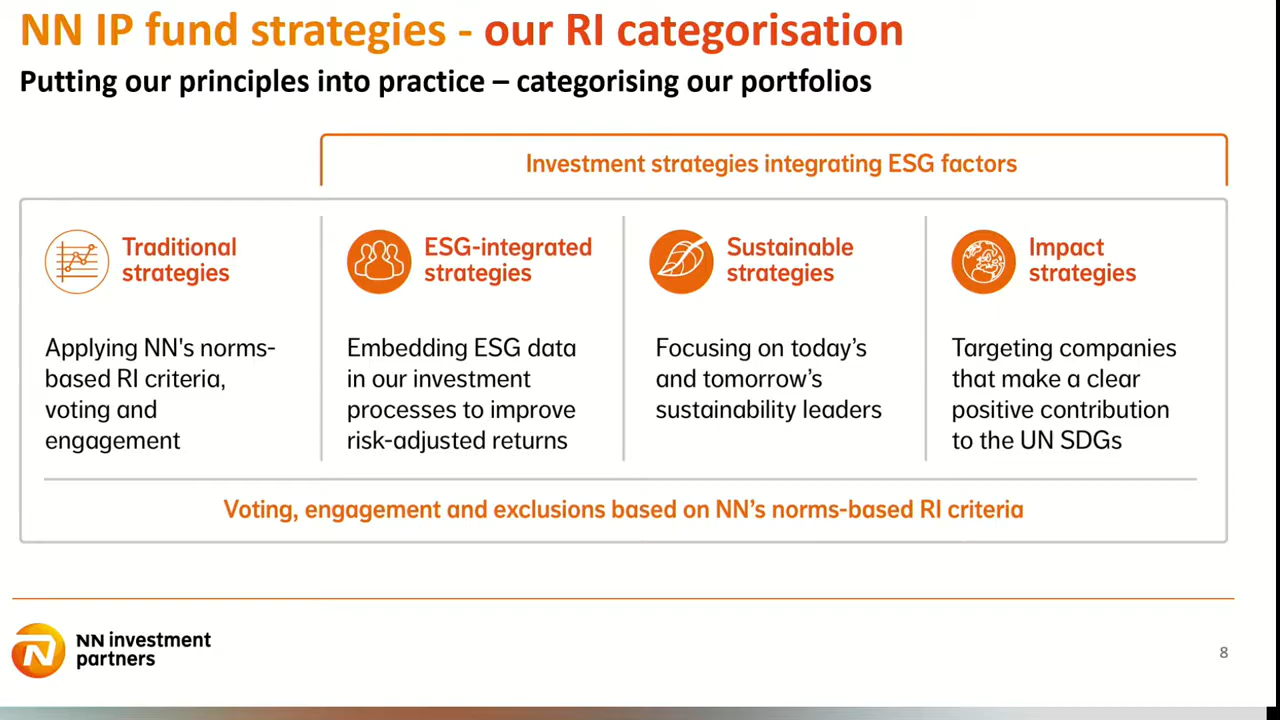 NN IP fund strategies - our RI categorisation
Putting our principles into practice – categorising our portfolios
Investment strategies integrating ESG factors
Traditional
strategies
Applying NN's norms-
based RI criteria,
voting and
engagement
ESG-integrated
strategies
Embedding ESG data
in our investment
processes to improve
risk-adjusted returns
Sustainable
strategies
Focusing on today’s
and tomorrow’s
sustainability leaders
Impact
strategies
Targeting companies
that make a clear
positive contribution
to the UN SDGs
Voting, engagement and exclusions based on NN’s norms-based RI criteria
NN investment
partners
8